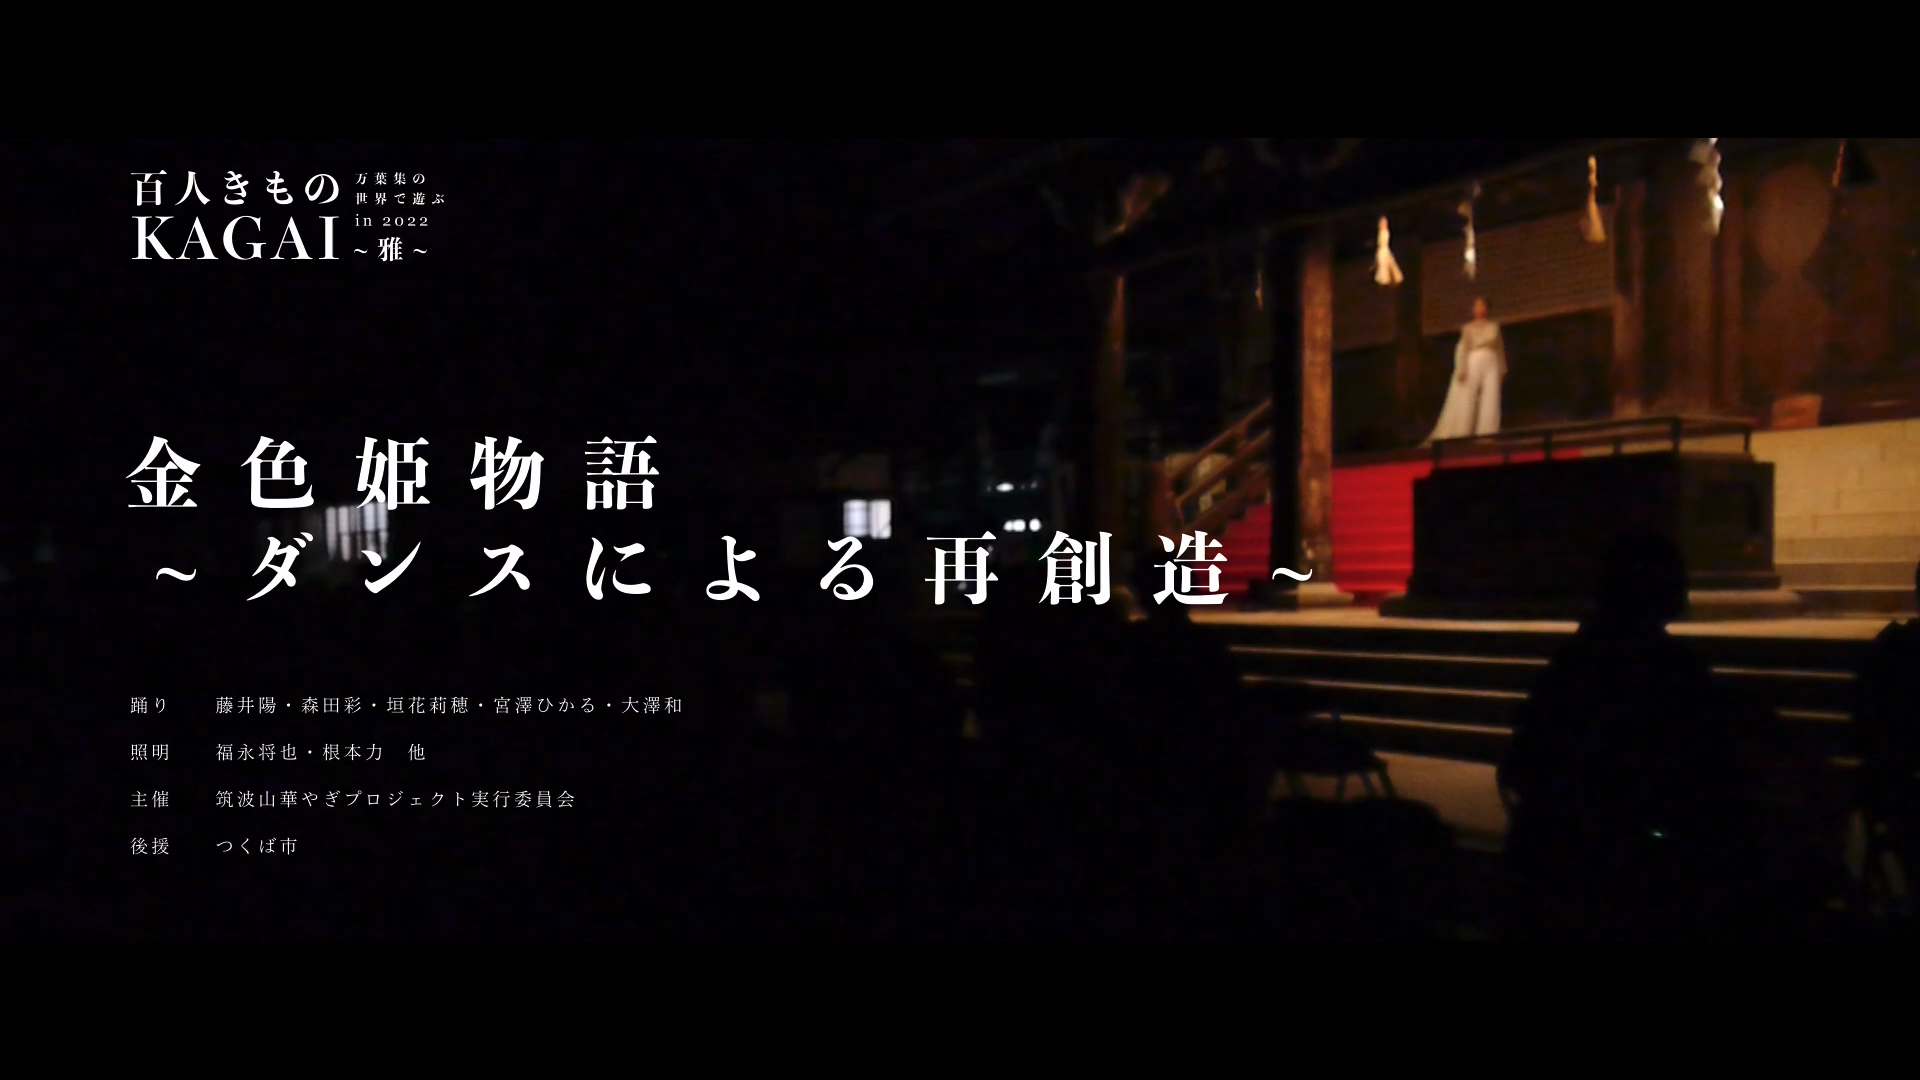 百人きもの
KAGAI
万葉集の
世界で遊ぶ
in 2022
~雅~
金色姫物語
~ダンスによる再創造~
踊り　藤井陽・森田彩・垣花莉穂・宮澤ひかる・大澤和
照明　福永将也・根本力　他
主催　筑波山華やぎプロジェクト実行委員会
後援　つくば市